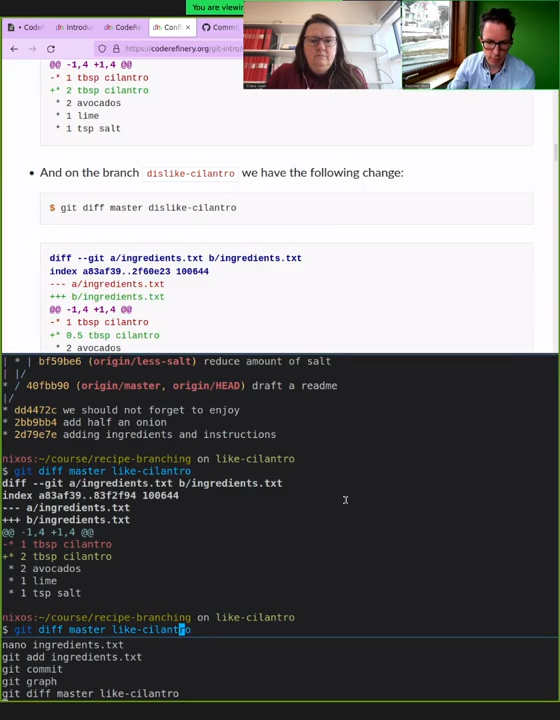 You are viewin
• Codel
Introdu
CodeRe
Confl
Commi
https://coderefinery.org/git-intro/
@@ -1,4 +1,4 @@
-* 1 tbsp cilantro
+* 2 tbsp cilantro
* 2 avocados
* 1 lime
* 1 tsp salt
• And on the branch dislike-cilantro we have the following change:
$ git diff master dislike-cilantro
diff --git a/ingredients.txt b/ingredients.txt
index a83af39..2f60e23 100644
--- a/ingredients.txt
+++ b/ingredients.txt
@@ -1,4 +1,4 @@
-* 1 tbsp cilantro
+* 0.5 tbsp cilantro
* 2 avocados
| * | bf59be6 (origin/less-salt) reduce amount of salt
| |/
* / 40fbb90 (origin/master, origin/HEAD) draft a readme
|/
* dd4472c we should not forget to enjoy
* 2bb9bb4 add half an onion
* 2d79e7e adding ingredients and instructions
nixos:~/course/recipe-branching on like-cilantro
$ git diff master like-cilantro
diff --git a/ingredients.txt b/ingredients.txt
index a83af39..83f2f94 100644
--- a/ingredients.txt
+++ b/ingredients.txt
@@ -1,4 +1,4 @@
-* 1 tbsp cilantro
+* 2 tbsp cilantro
* 2 avocados
* 1 lime
* 1 tsp salt
nixos:~/course/recipe-branching on like-cilantro
$ git diff master like-cilantro
nano ingredients.txt
git add ingredients.txt
git commit
git graph
git diff master like-cilantro